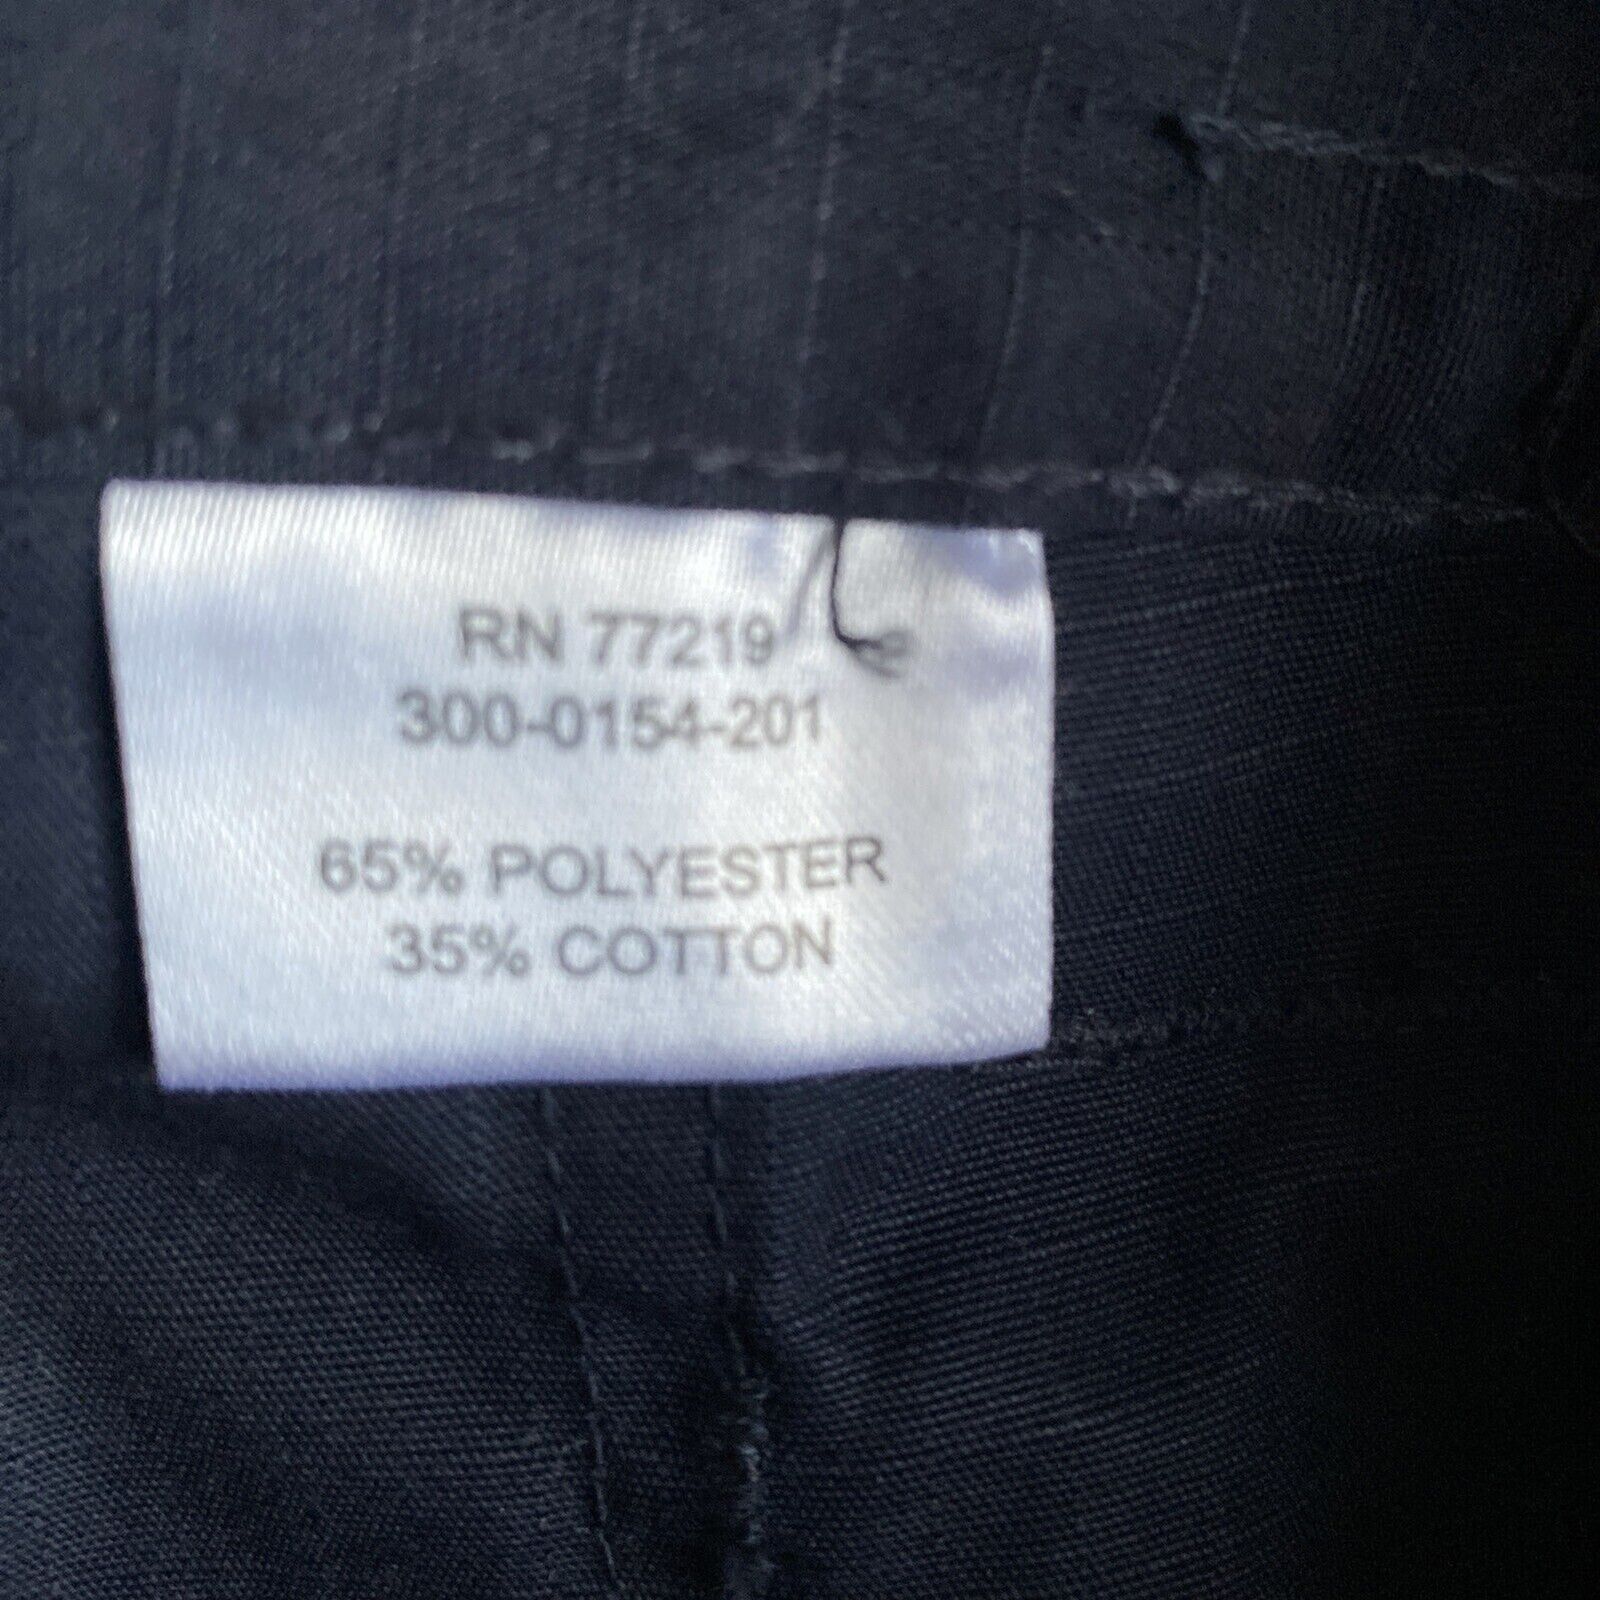 RN 77219
300-0154-201
65% POLYESTER
35% COTTON